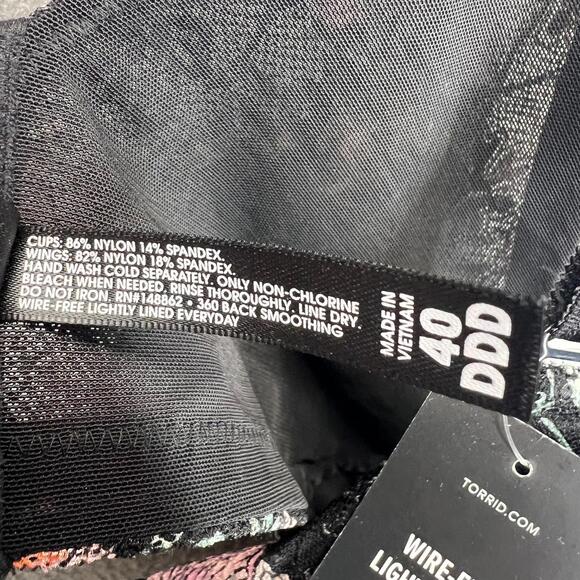 CUPS: 86% NYLON 14% SPANDEX.
WINGS: 82% NYLON 18% SPANDEX.
HAND WASH COLD SEPARATELY. ONLY NON-CHLORINE
BLEACH WHEN NEEDED. RINSE THOROUGHLY. LINE DRY.
DO NOT IRON. RN#148862 • 360 BACK SMOOTHING
WIRE-FREE LIGHTLY LINED EVERYDAY
MADE IN
VIETNAM
40
DDD
TORRID.COM
WIRE-F
LIGH